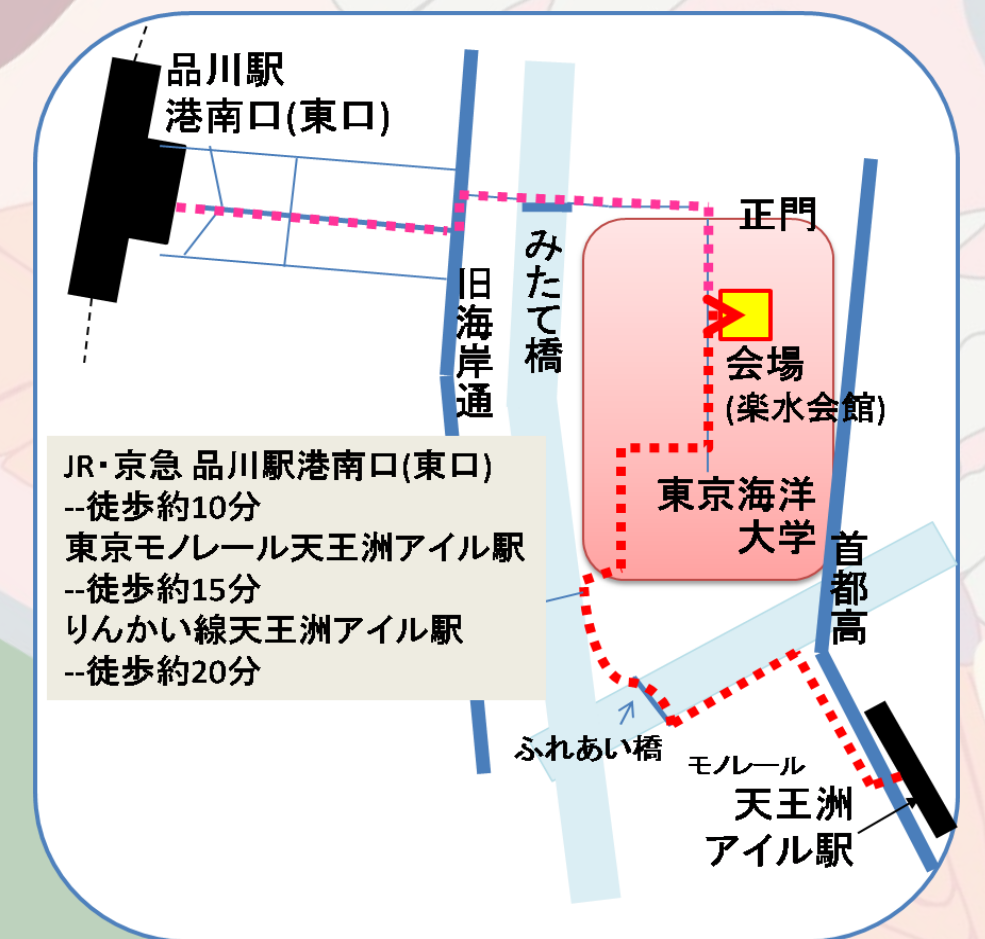 品川駅
港南口(東口)
正門
みたて橋
旧海岸通
会場
(楽水会館)
JR・京急 品川駅港南口(東口)
--徒歩約10分
東京モノレール天王洲アイル駅
--徒歩約15分
りんかい線天王洲アイル駅
--徒歩約20分
東京海洋
大学
首都高
ふれあい橋
モノレール
天王洲
アイル駅